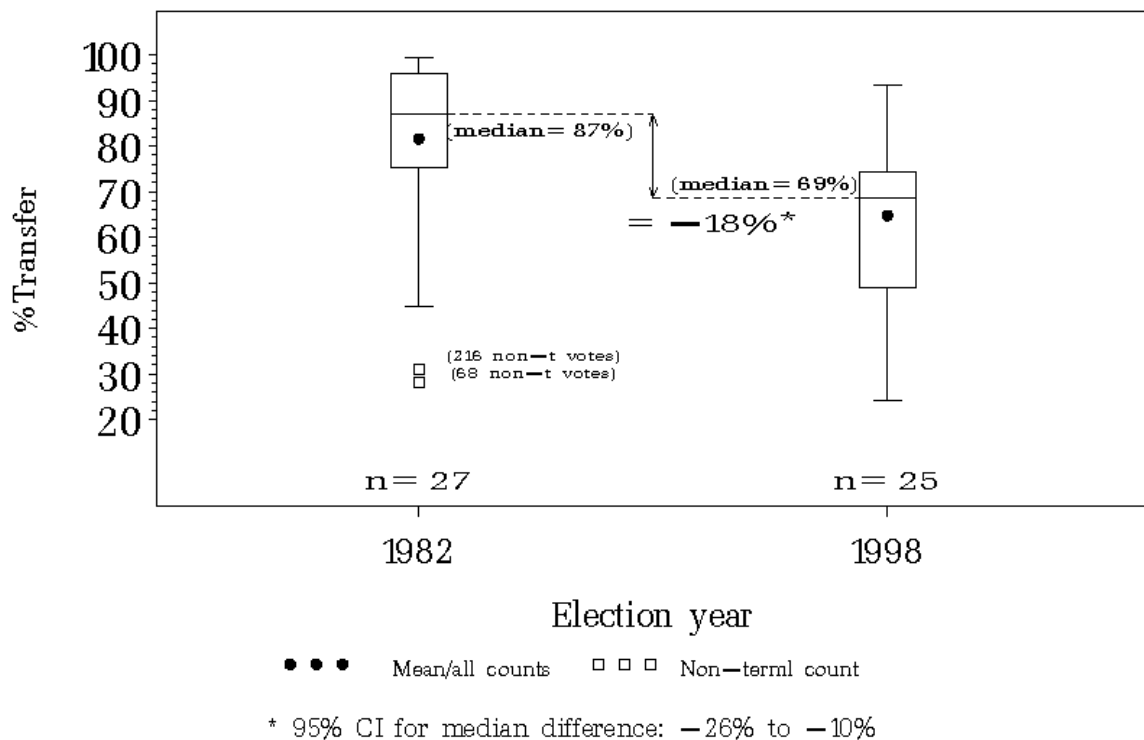 %Transfer
100
90
80
70
60
50
40
30
20
(median= 87%)
(median=69%)
= −18%*
(216 non−t votes)
(68 non−t votes)
n= 27
n= 25
1982
1998
Election year
Mean/all counts
Non−terml count
* 95% CI for median difference: −26% to −10%